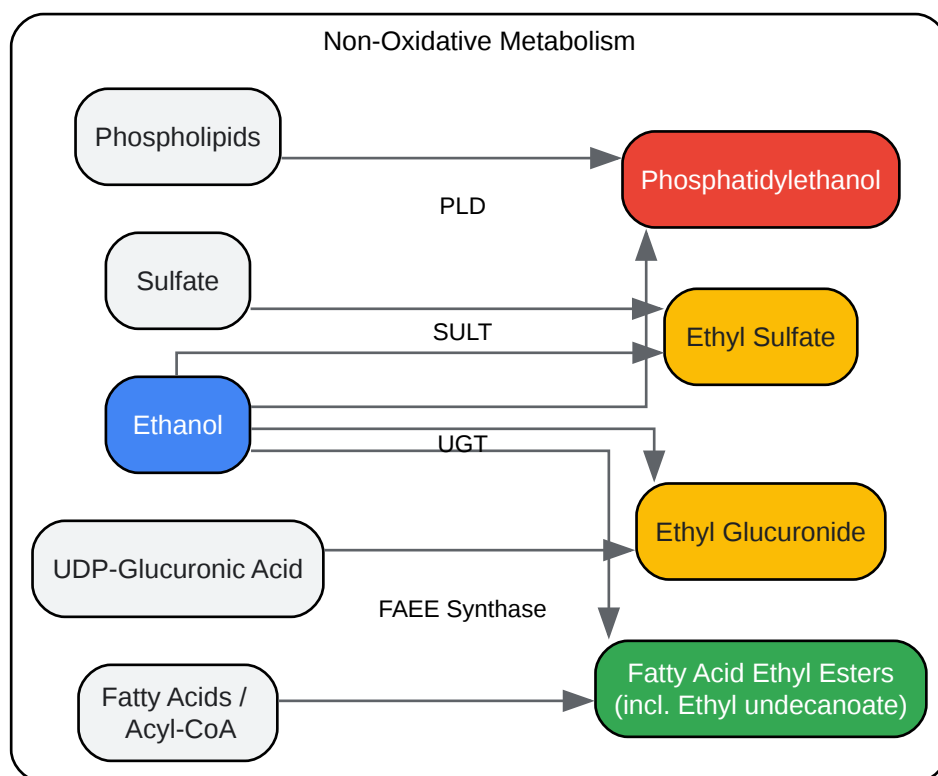 Non-Oxidative Metabolism
Phospholipids
Phosphatidylethanol
PLD
Sulfate
Ethyl Sulfate
SULT
Ethanol
UGT
Ethyl Glucuronide
UDP-Glucuronic Acid
FAEE Synthase
Fatty Acid Ethyl Esters
(incl. Ethyl undecanoate)
Fatty Acids /
Acyl-CoA